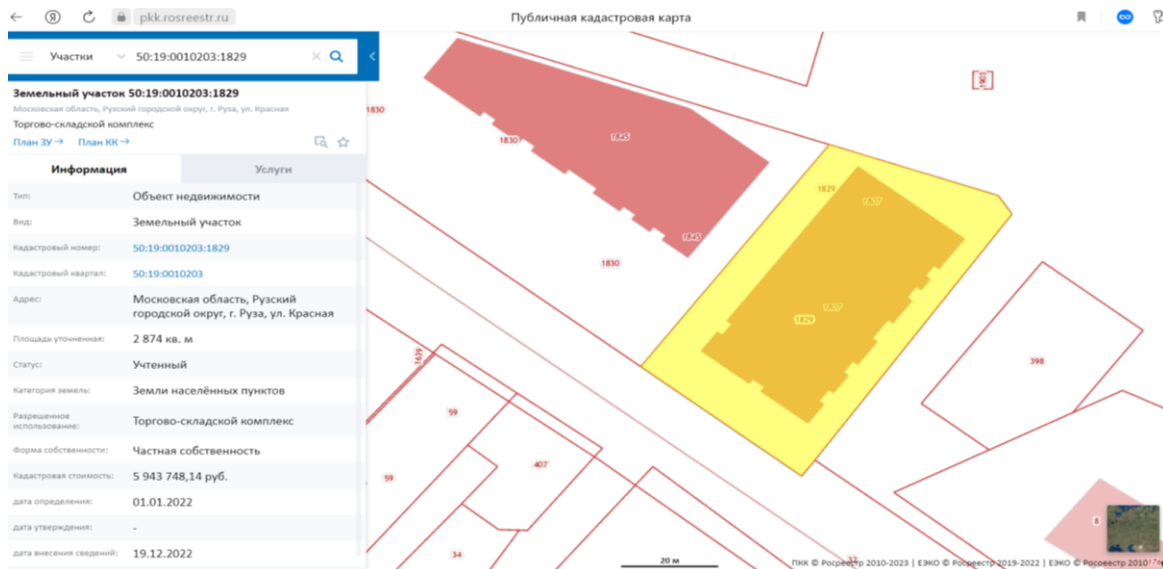 pkk.rosreestr.ru
Публичная кадастровая карта
Участки
50:19:0010203:1829
Земельный участок 50:19:0010203:1829
Московская область, Рузский городской округ, г. Руза, ул. Красная
Торгово-складской комплекс
План ЗУ → План КК →
Информация Услуги
Тип: Объект недвижимости
Вид: Земельный участок
Кадастровый номер: 50:19:0010203:1829
Кадастровый квартал: 50:19:0010203
Адрес: Московская область, Рузский
городской округ, г. Руза, ул. Красная
Площадь уточненная: 2 874 кв. м
Статус: Учтенный
Категория земель: Земли населённых пунктов
Разрешенное
использование: Торгово-складской комплекс
Форма собственности: Частная собственность
Кадастровая стоимость: 5 943 748,14 руб.
дата определения: 01.01.2022
дата утверждения: -
дата внесения сведений: 19.12.2022
1830
1830
1845
1845
1830
1829
1829
1639
59
59
407
34
398
8
20 м
ПКК © Росреестр 2010-2023 | ЕЭКО © Росреестр 2019-2022 | ЕЭКО © Росреестр 2010